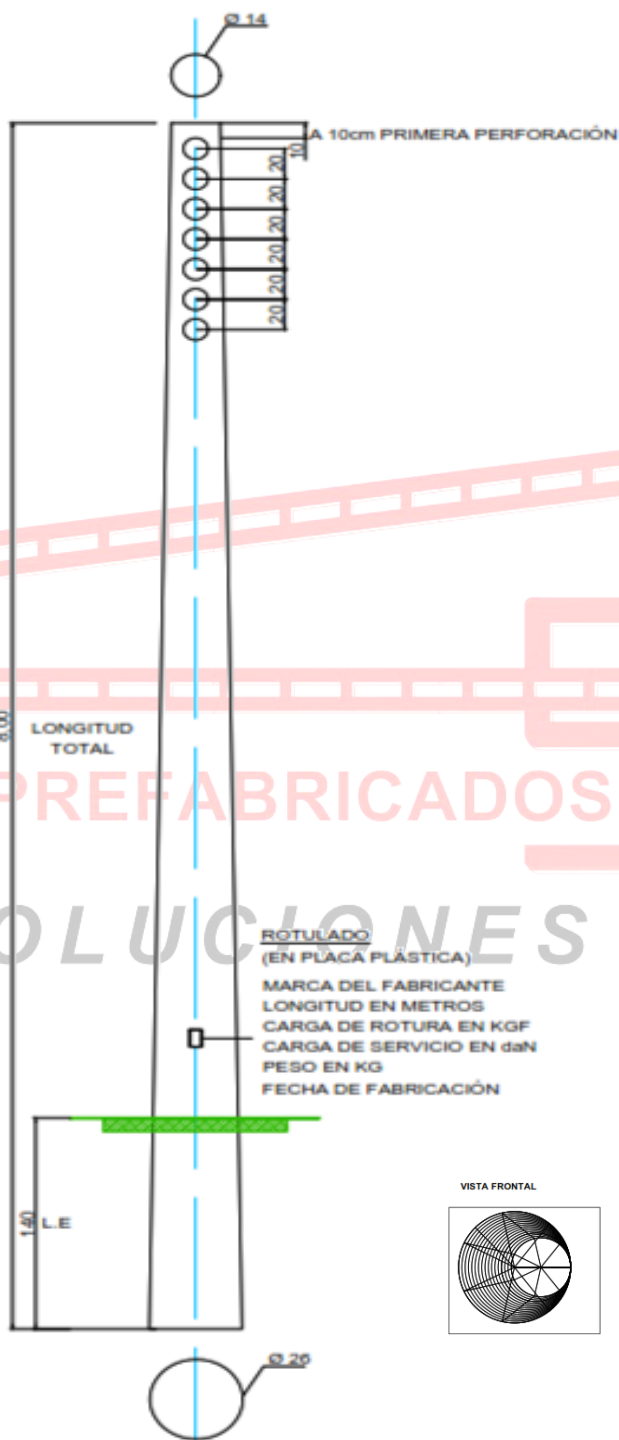 Ø 14
A 10cm PRIMERA PERFORACIÓN
10
20
20
20
20
20
20
8,00
LONGITUD
TOTAL
PREFABRICADOS
OLUCIONES
ROTULADO
(EN PLACA PLÁSTICA)
MARCA DEL FABRICANTE
LONGITUD EN METROS
CARGA DE ROTURA EN KGF
CARGA DE SERVICIO EN daN
PESO EN KG
FECHA DE FABRICACIÓN
140
L.E
VISTA FRONTAL
Ø 26